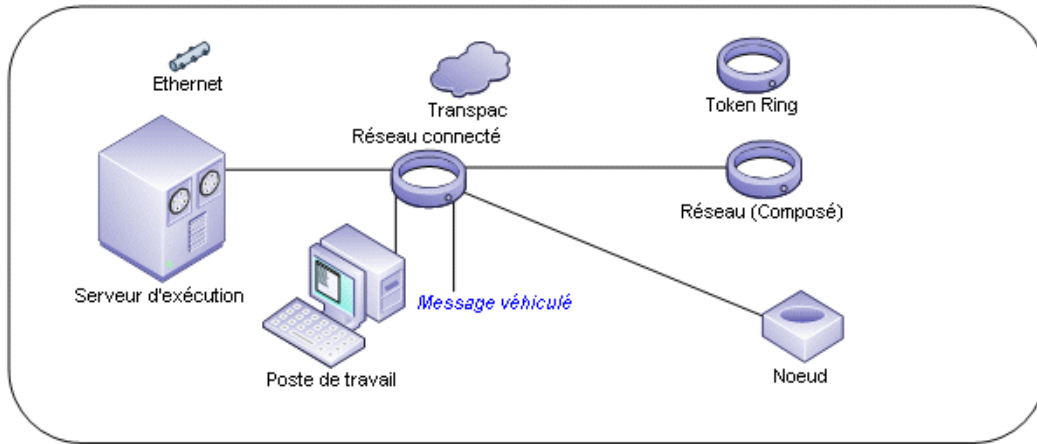 Ethernet
Transpac
Token Ring
Réseau connecté
Réseau (Composé)
Serveur d'exécution
Message véhiculé
Poste de travail
Noeud